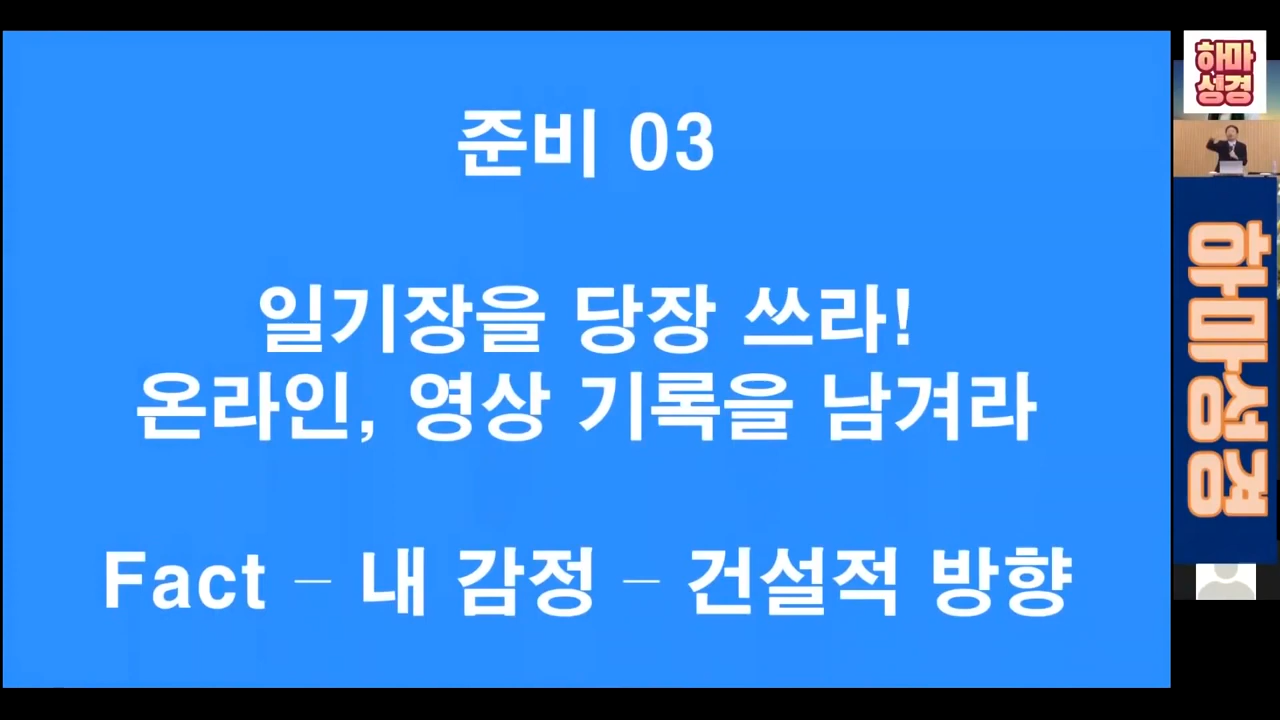 준비 03
일기장을 당장 쓰라!
온라인, 영상 기록을 남겨라
Fact – 내 감정 – 건설적 방향
하마
성경
하마성경